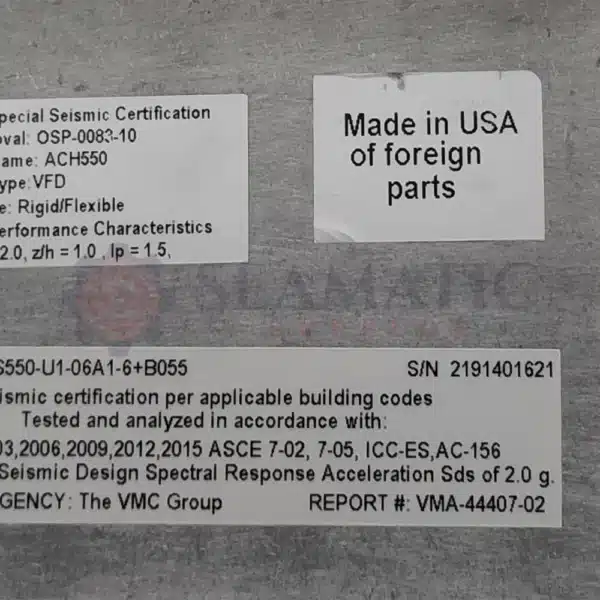 pecial Seismic Certification
oval: OSP-0083-10
ame: ACH550
ype: VFD
e: Rigid/Flexible
erformance Characteristics
2.0, z/h = 1.0 , Ip = 1.5,
Made in USA
of foreign
parts
SLAMATIC
S550-U1-06A1-6+B055 S/N 2191401621
ismic certification per applicable building codes
Tested and analyzed in accordance with:
03,2006,2009,2012,2015 ASCE 7-02, 7-05, ICC-ES,AC-156
Seismic Design Spectral Response Acceleration Sds of 2.0 g.
GENCY: The VMC Group REPORT #: VMA-44407-02